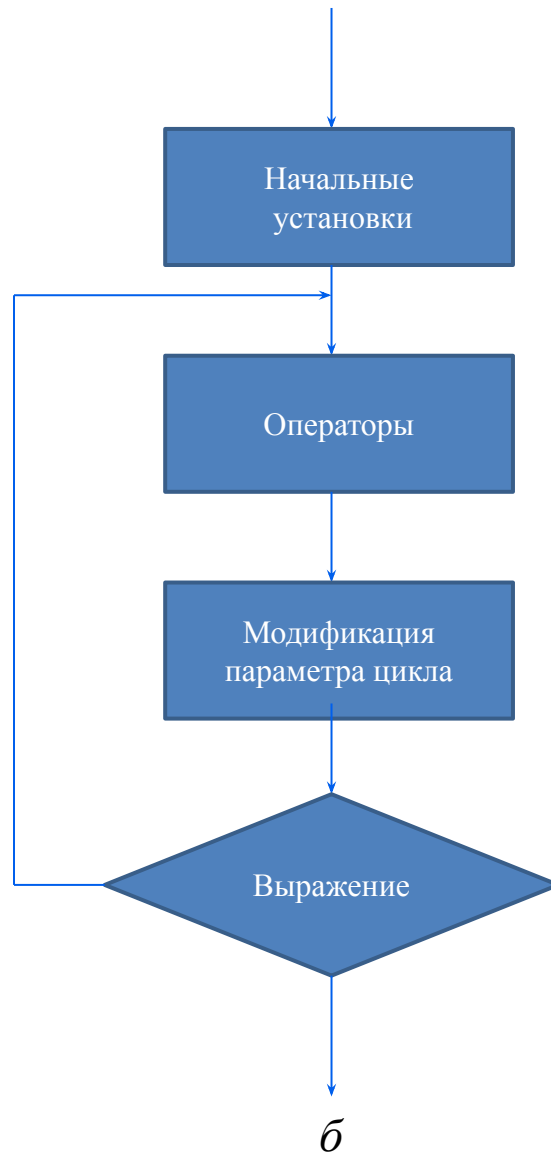 Начальные
установки
Операторы
Модификация
параметра цикла
Выражение
б